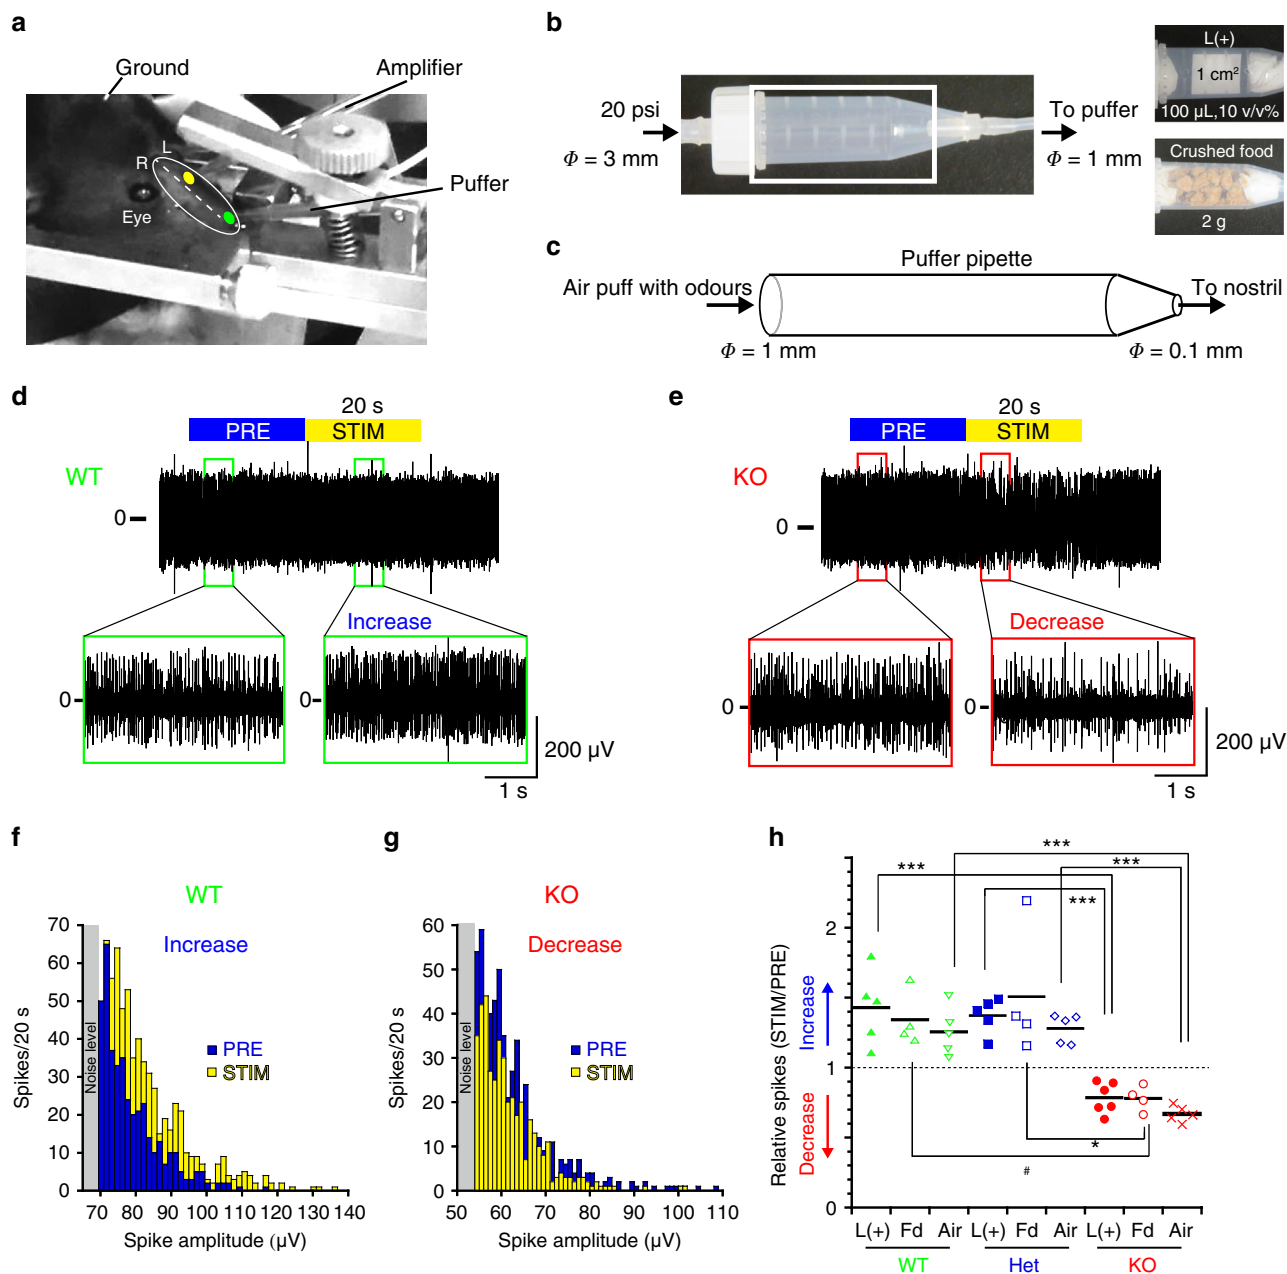 a
Ground
Amplifier
L
R
Eye
Puffer
b
20 psi
Φ = 3 mm
To puffer
Φ = 1 mm
L(+)
1 cm²
100 µL,10 v/v%
Crushed food
2 g
c
Puffer pipette
Air puff with odours
To nostril
Φ = 1 mm
Φ = 0.1 mm
d
20 s
PRE
STIM
WT
0
Increase
0
0
200 µV
1 s
e
20 s
PRE
STIM
KO
0
Decrease
0
0
200 µV
1 s
f
WT
Increase
Spikes/20 s
70
60
50
40
30
20
10
0
Noise level
PRE
STIM
70 80 90 100 110 120 130 140
Spike amplitude (µV)
g
KO
Decrease
Spikes/20 s
60
50
40
30
20
10
0
Noise level
PRE
STIM
50 60 70 80 90 100 110
Spike amplitude (µV)
h
Relative spikes (STIM/PRE)
Increase
Decrease
2
1
0
***
***
***
***
*
#
L(+) Fd Air L(+) Fd Air L(+) Fd Air
WT Het KO